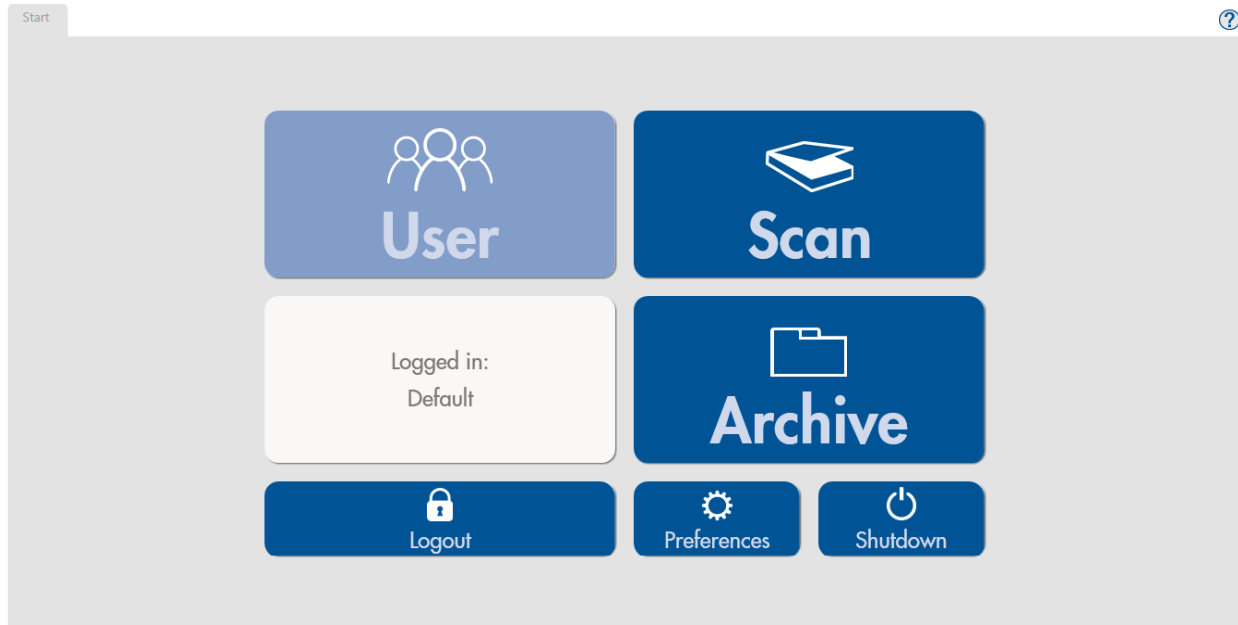 Start
?
User
Scan
Logged in:
Default
Archive
Logout
Preferences
Shutdown